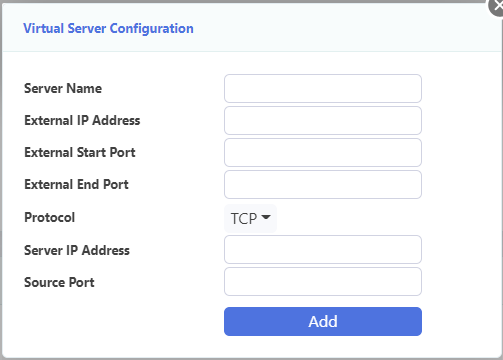 Virtual Server Configuration
Server Name
External IP Address
External Start Port
External End Port
Protocol TCP
Server IP Address
Source Port
Add